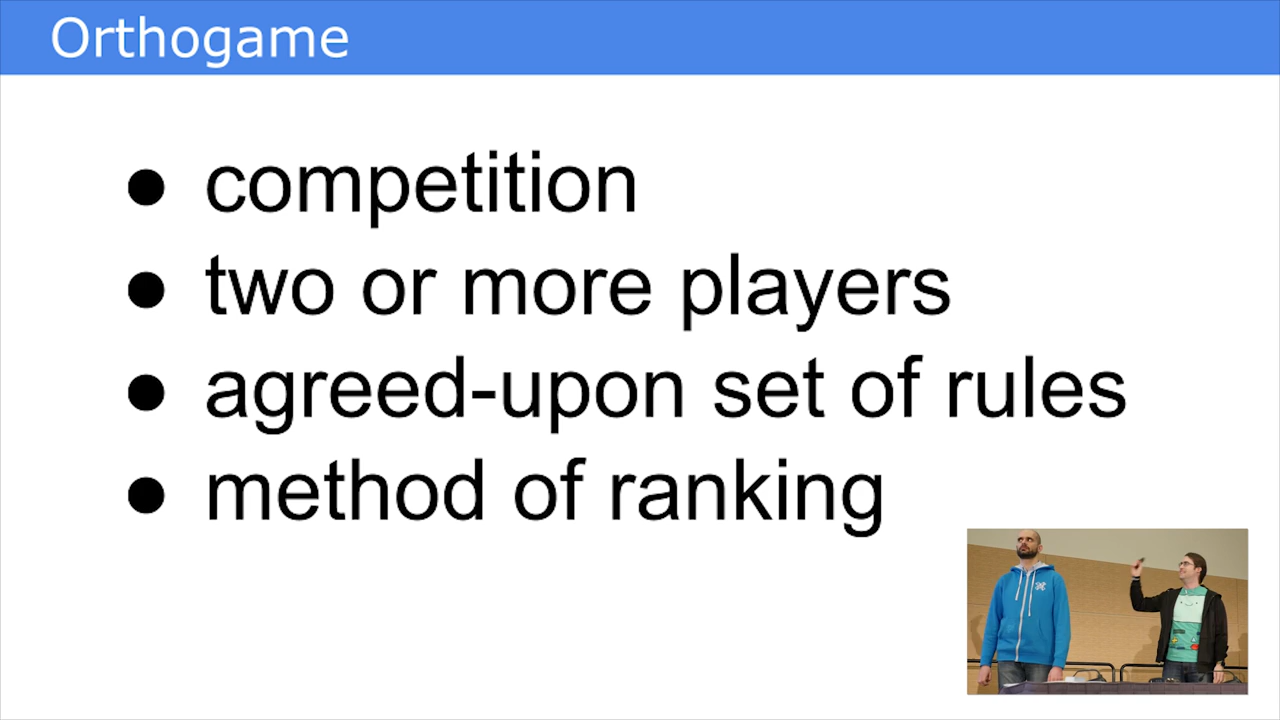 Orthogame
● competition
● two or more players
● agreed-upon set of rules
● method of ranking